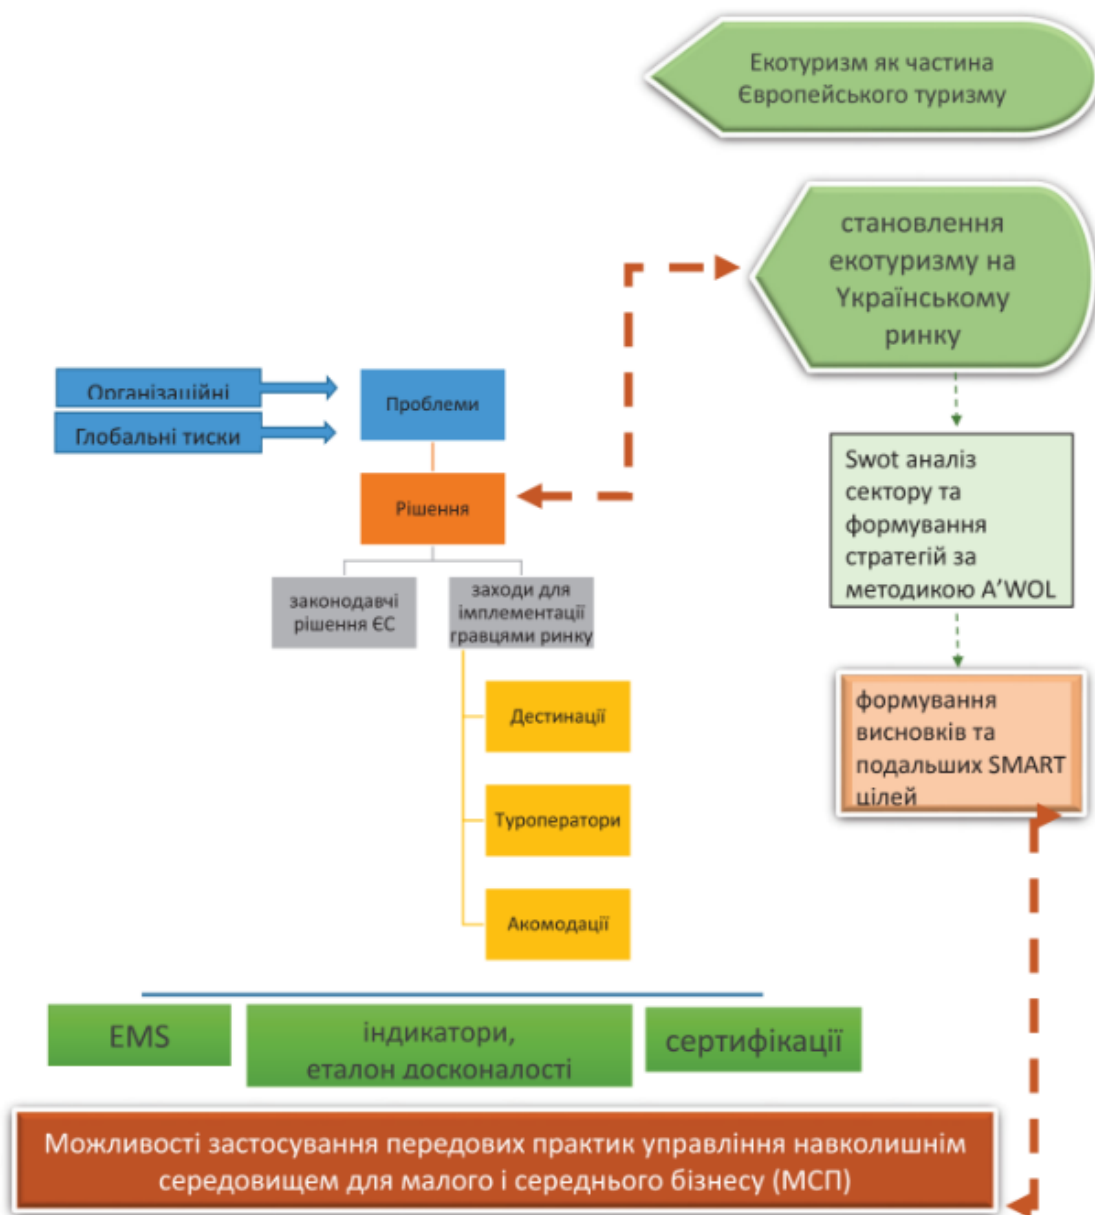 Екотуризм як частина
Європейського туризму
становлення
екотуризму на
Українському
ринку
Організаційні
Глобальні тиски
Проблеми
Рішення
законодавчі
рішення ЄС
заходи для
імплементації
гравцями ринку
Дестинації
Туроператори
Акомодації
Swot аналіз
сектору та
формування
стратегій за
методикою A'WOL
формування
висновків та
подальших SMART
цілей
EMS
індикатори,
еталон досконалості
сертифікації
Можливості застосування передових практик управління навколишнім
середовищем для малого і середнього бізнесу (МСП)